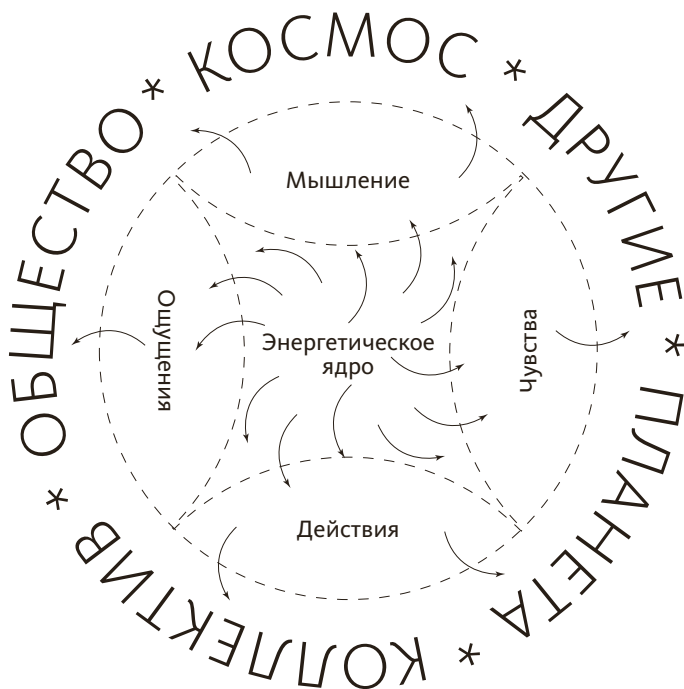 КОСМОС * ДРУГИЕ * ПЛАНЕТА * КОЛЛЕКТИВ * ОБЩЕСТВО *
Мышление
Ощущения
Энергетическое
ядро
Чувства
Действия